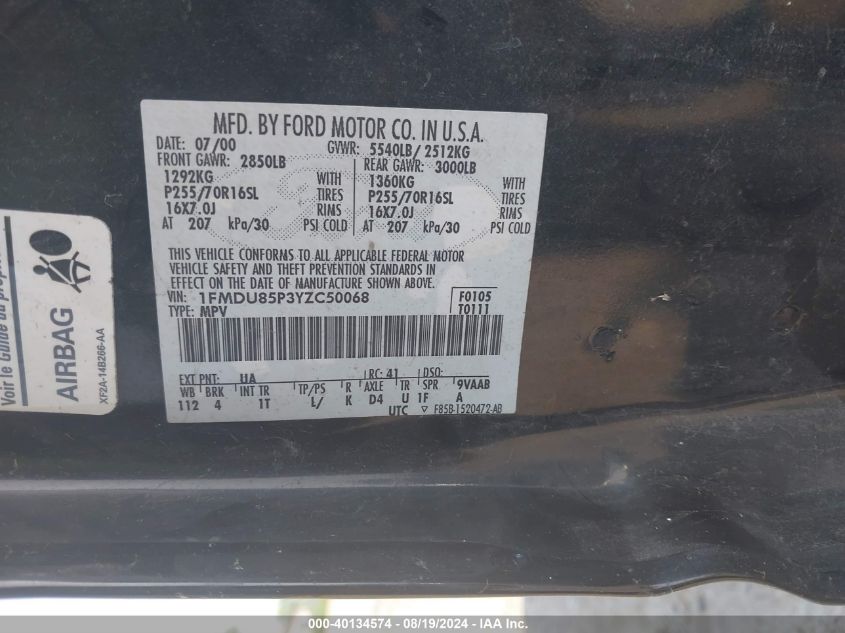 MFD. BY FORD MOTOR CO. IN U.S.A.
DATE: 07/00 GVWR: 5540LB/ 2512KG
FRONT GAWR: 2850LB REAR GAWR: 3000LB
1292KG WITH 1360KG WITH
P255/70R16SL TIRES P255/70R16SL TIRES
16X7.0J RIMS 16X7.0J RIMS
AT 207 kPa/30 PSI COLD AT 207 kPa/30 PSI COLD
THIS VEHICLE CONFORMS TO ALL APPLICABLE FEDERAL MOTOR
VEHICLE SAFETY AND THEFT PREVENTION STANDARDS IN
EFFECT ON THE DATE OF MANUFACTURE SHOWN ABOVE.
VIN: 1FMDU85P3YZC50068 F0105
TYPE: MPV T0111
EXT PNT: UA RC: 41 DSO:
WB BRK INT TR TP/PS R AXLE TR SPR 9VAAB
112 4 1T L/ K D4 U 1F A
UTC ▽ F85B-1520472-AB
Voir le Guide du
AIRBAG
XF2A-14B266-AA
000-40134574 - 08/19/2024 - IAA Inc.